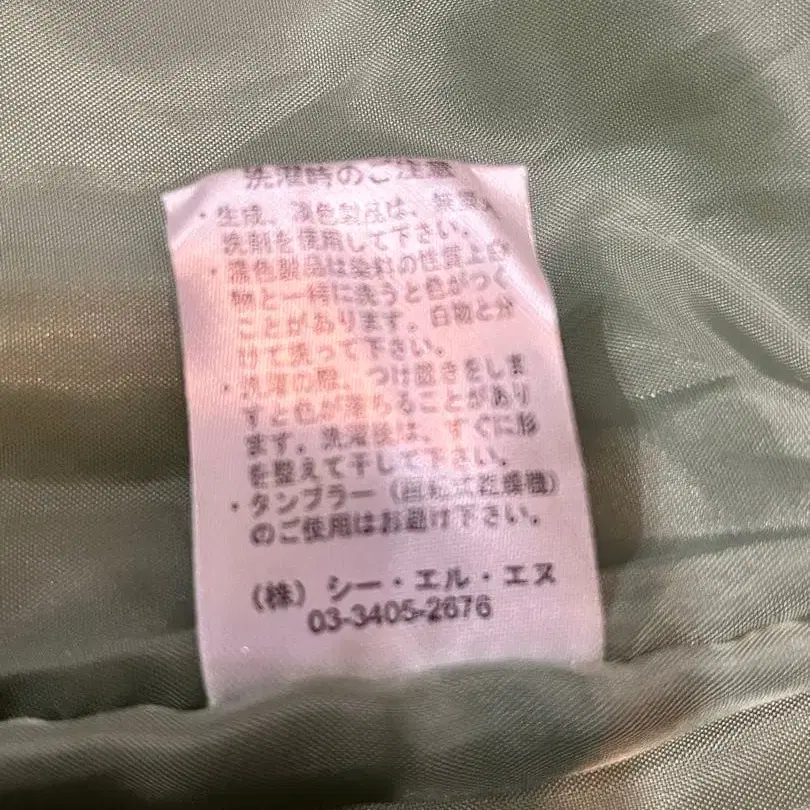 洗濯時のご注意
・生成、淡色製品は、無蛍光
洗剤を使用して下さい。
・濃色製品は染料の性質上白
物と一緒に洗うと色がつく
ことがあります。白物と分
けて洗って下さい。
・洗濯の際、つけ置きをしま
すと色が落ちることがあり
ます。洗濯後は、すぐに形
を整えて干して下さい。
・タンブラー（回転式乾燥機）
のご使用はお避け下さい。
（株）シー・エル・エス
03-3405-2676